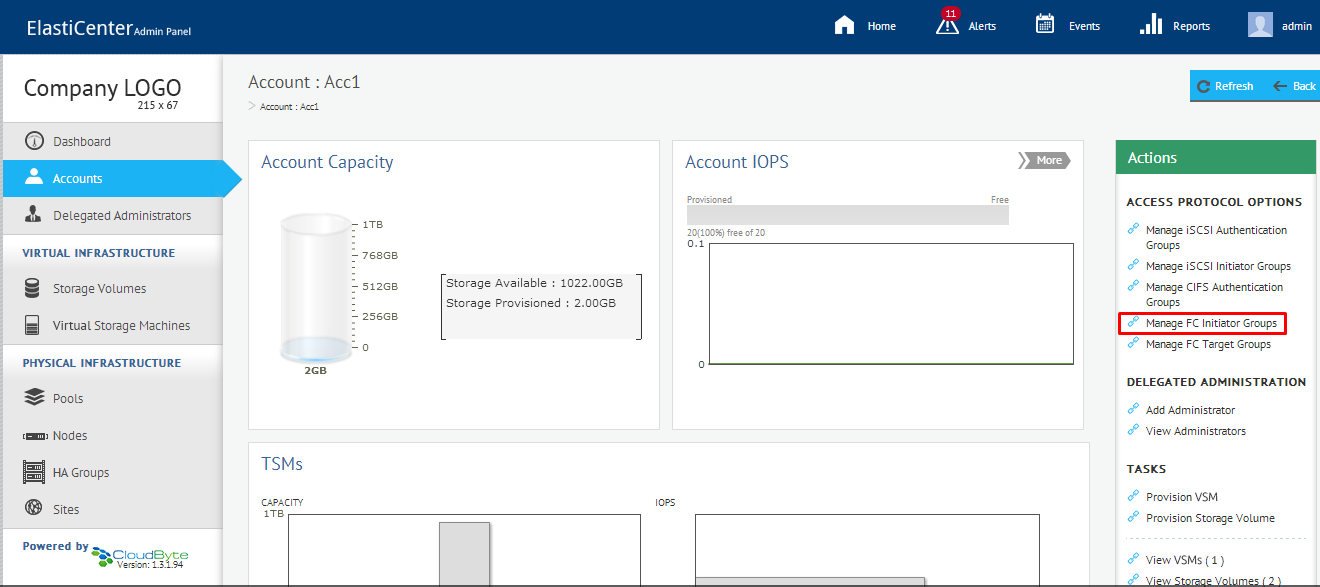 ElastiCenter Admin Panel
Home
11
Alerts
Events
Reports
admin
Company LOGO
215 x 67
Dashboard
Accounts
Delegated Administrators
VIRTUAL INFRASTRUCTURE
Storage Volumes
Virtual Storage Machines
PHYSICAL INFRASTRUCTURE
Pools
Nodes
HA Groups
Sites
Powered by CloudByte
Version: 1.3.1.94
Account : Acc1
> Account : Acc1
Refresh
Back
Account Capacity
1TB
768GB
512GB
256GB
0
2GB
Storage Available : 1022.00GB
Storage Provisioned : 2.00GB
Account IOPS
More
Provisioned
Free
20(100%) free of 20
0.1
0
TSMs
CAPACITY
1TB
IOPS
Actions
ACCESS PROTOCOL OPTIONS
Manage iSCSI Authentication
Groups
Manage iSCSI Initiator Groups
Manage CIFS Authentication
Groups
Manage FC Initiator Groups
Manage FC Target Groups
DELEGATED ADMINISTRATION
Add Administrator
View Administrators
TASKS
Provision VSM
Provision Storage Volume
View VSMs ( 1 )
View Storage Volumes ( 2 )